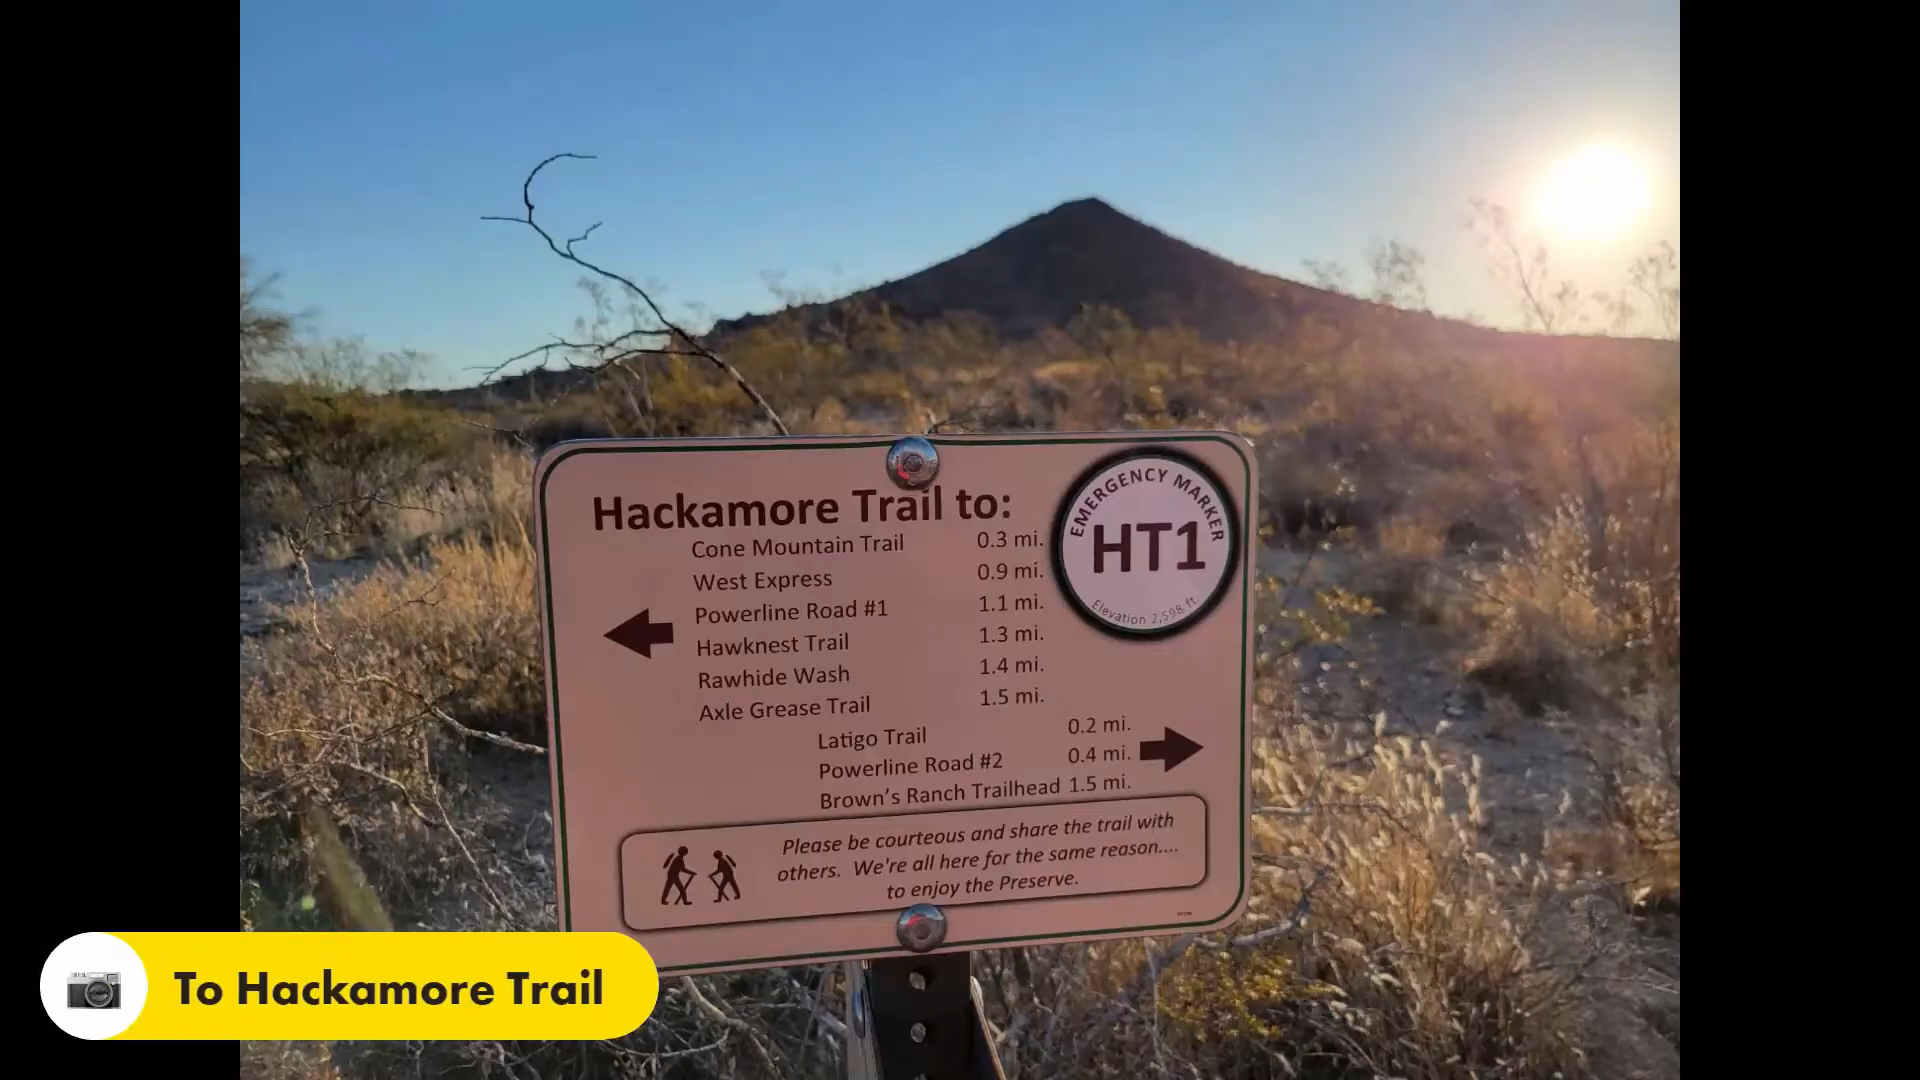 Hackamore Trail to:
Cone Mountain Trail 0.3 mi.
West Express 0.9 mi.
Powerline Road #1 1.1 mi.
Hawknest Trail 1.3 mi.
Rawhide Wash 1.4 mi.
Axle Grease Trail 1.5 mi.
Latigo Trail 0.2 mi.
Powerline Road #2 0.4 mi.
Brown's Ranch Trailhead 1.5 mi.
EMERGENCY MARKER
HT1
Elevation 2,598 ft
Please be courteous and share the trail with
others. We're all here for the same reason....
to enjoy the Preserve.
To Hackamore Trail